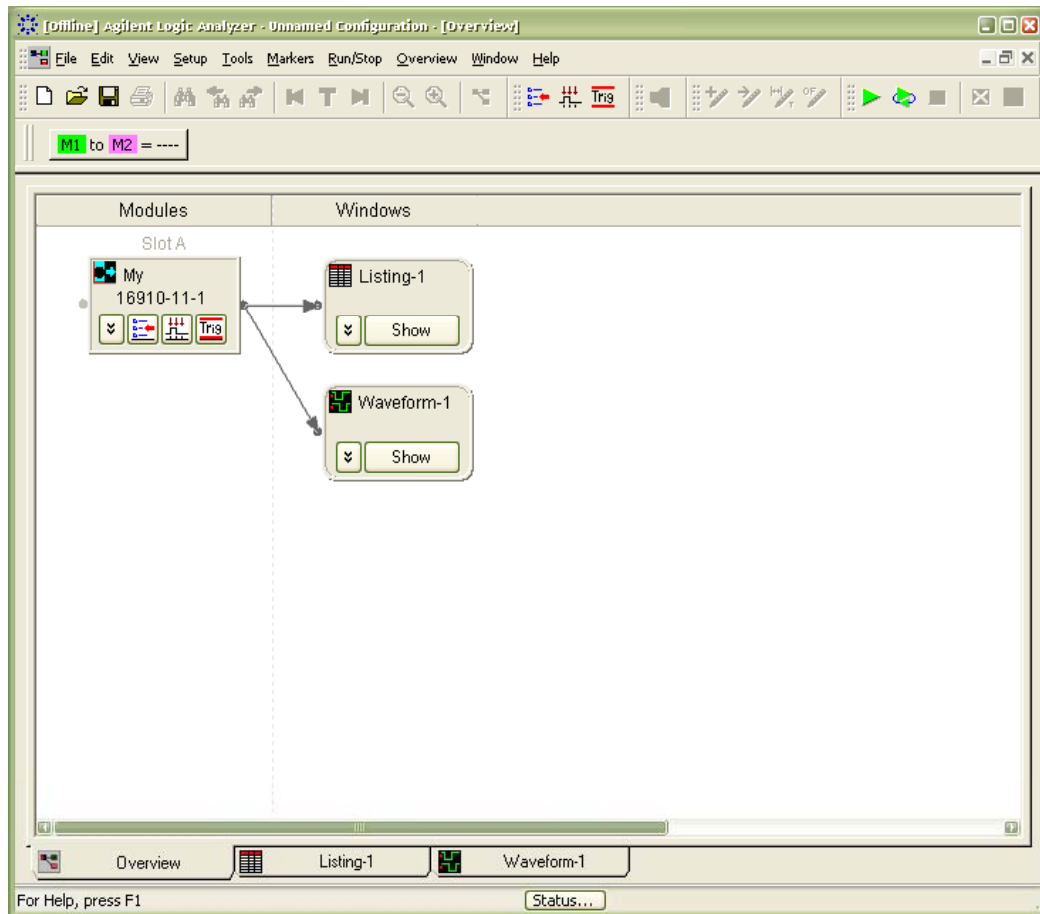 [Offline] Agilent Logic Analyzer - Unnamed Configuration - [Overview]
File Edit View Setup Tools Markers Run/Stop Overview Window Help
T Trig
M1 to M2 = ----
Modules Windows
Slot A
My
16910-11-1
Trig
Listing-1
Show
Waveform-1
Show
Overview Listing-1 Waveform-1
For Help, press F1 Status...